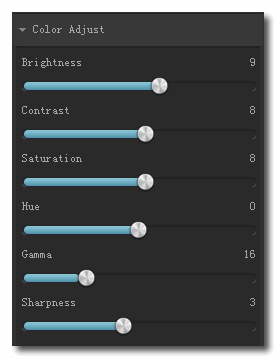 Color Adjust
Brightness 9
Contrast 8
Saturation 8
Hue 0
Gamma 16
Sharpness 3